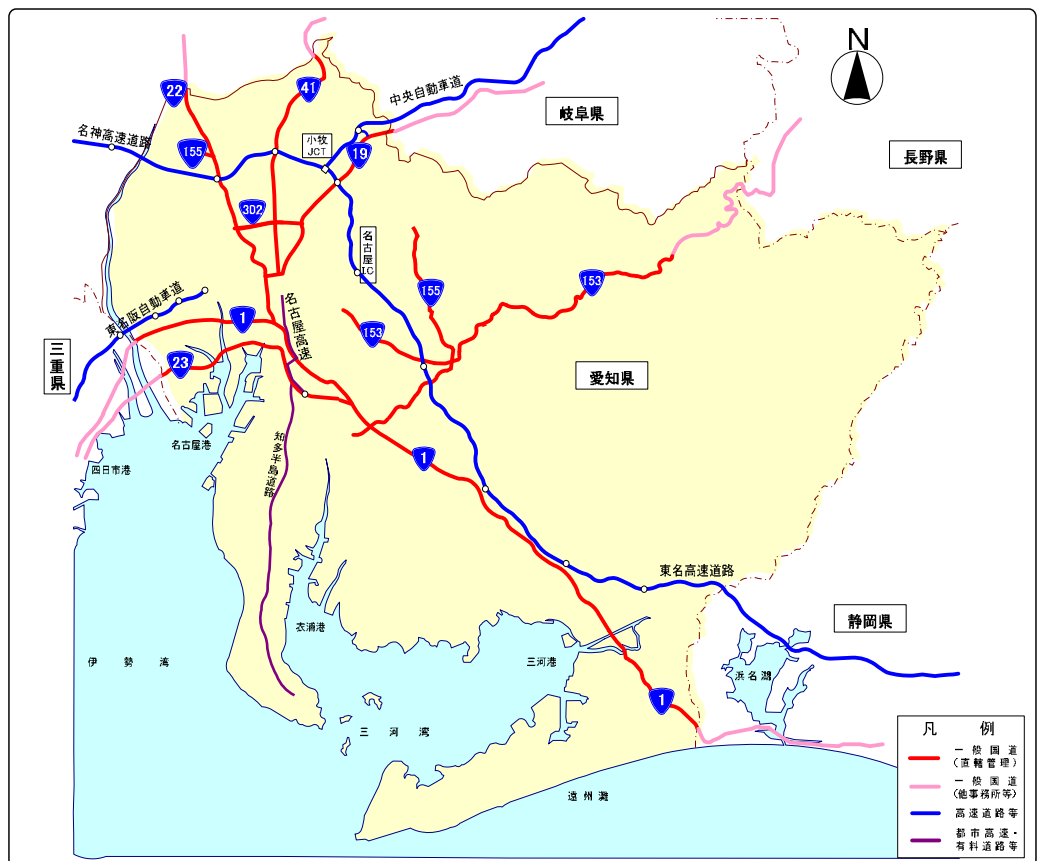 N
22
41
中央自動車道
岐阜県
名神高速道路
155
小牧
JCT
19
長野県
302
名古屋IC
155
153
東名阪自動車道
1
名古屋高速
153
三重県
23
愛知県
名古屋港
知多半島道路
1
四日市港
東名高速道路
衣浦港
静岡県
伊勢湾
三河港
浜名湖
1
三河湾
遠州灘
凡例
一般国道
(直轄管理)
一般国道
(他事務所等)
高速道路等
都市高速・
有料道路等